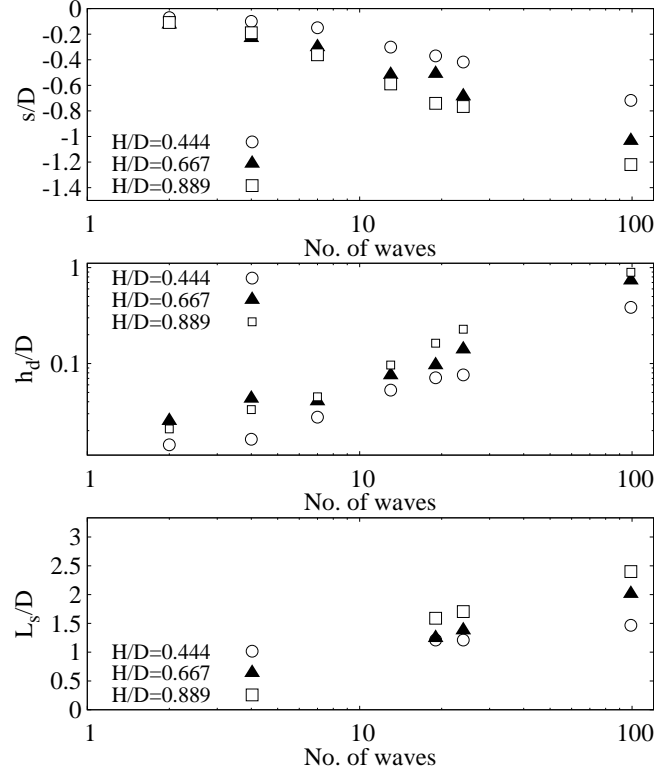 0
-0.2
-0.4
-0.6
-0.8
-1
-1.2
-1.4
s/D
H/D=0.444
H/D=0.667
H/D=0.889
1 10 100
No. of waves
1
0.1
h_d/D
H/D=0.444
H/D=0.667
H/D=0.889
1 10 100
No. of waves
3
2.5
2
1.5
1
0.5
0
L_s/D
H/D=0.444
H/D=0.667
H/D=0.889
1 10 100
No. of waves